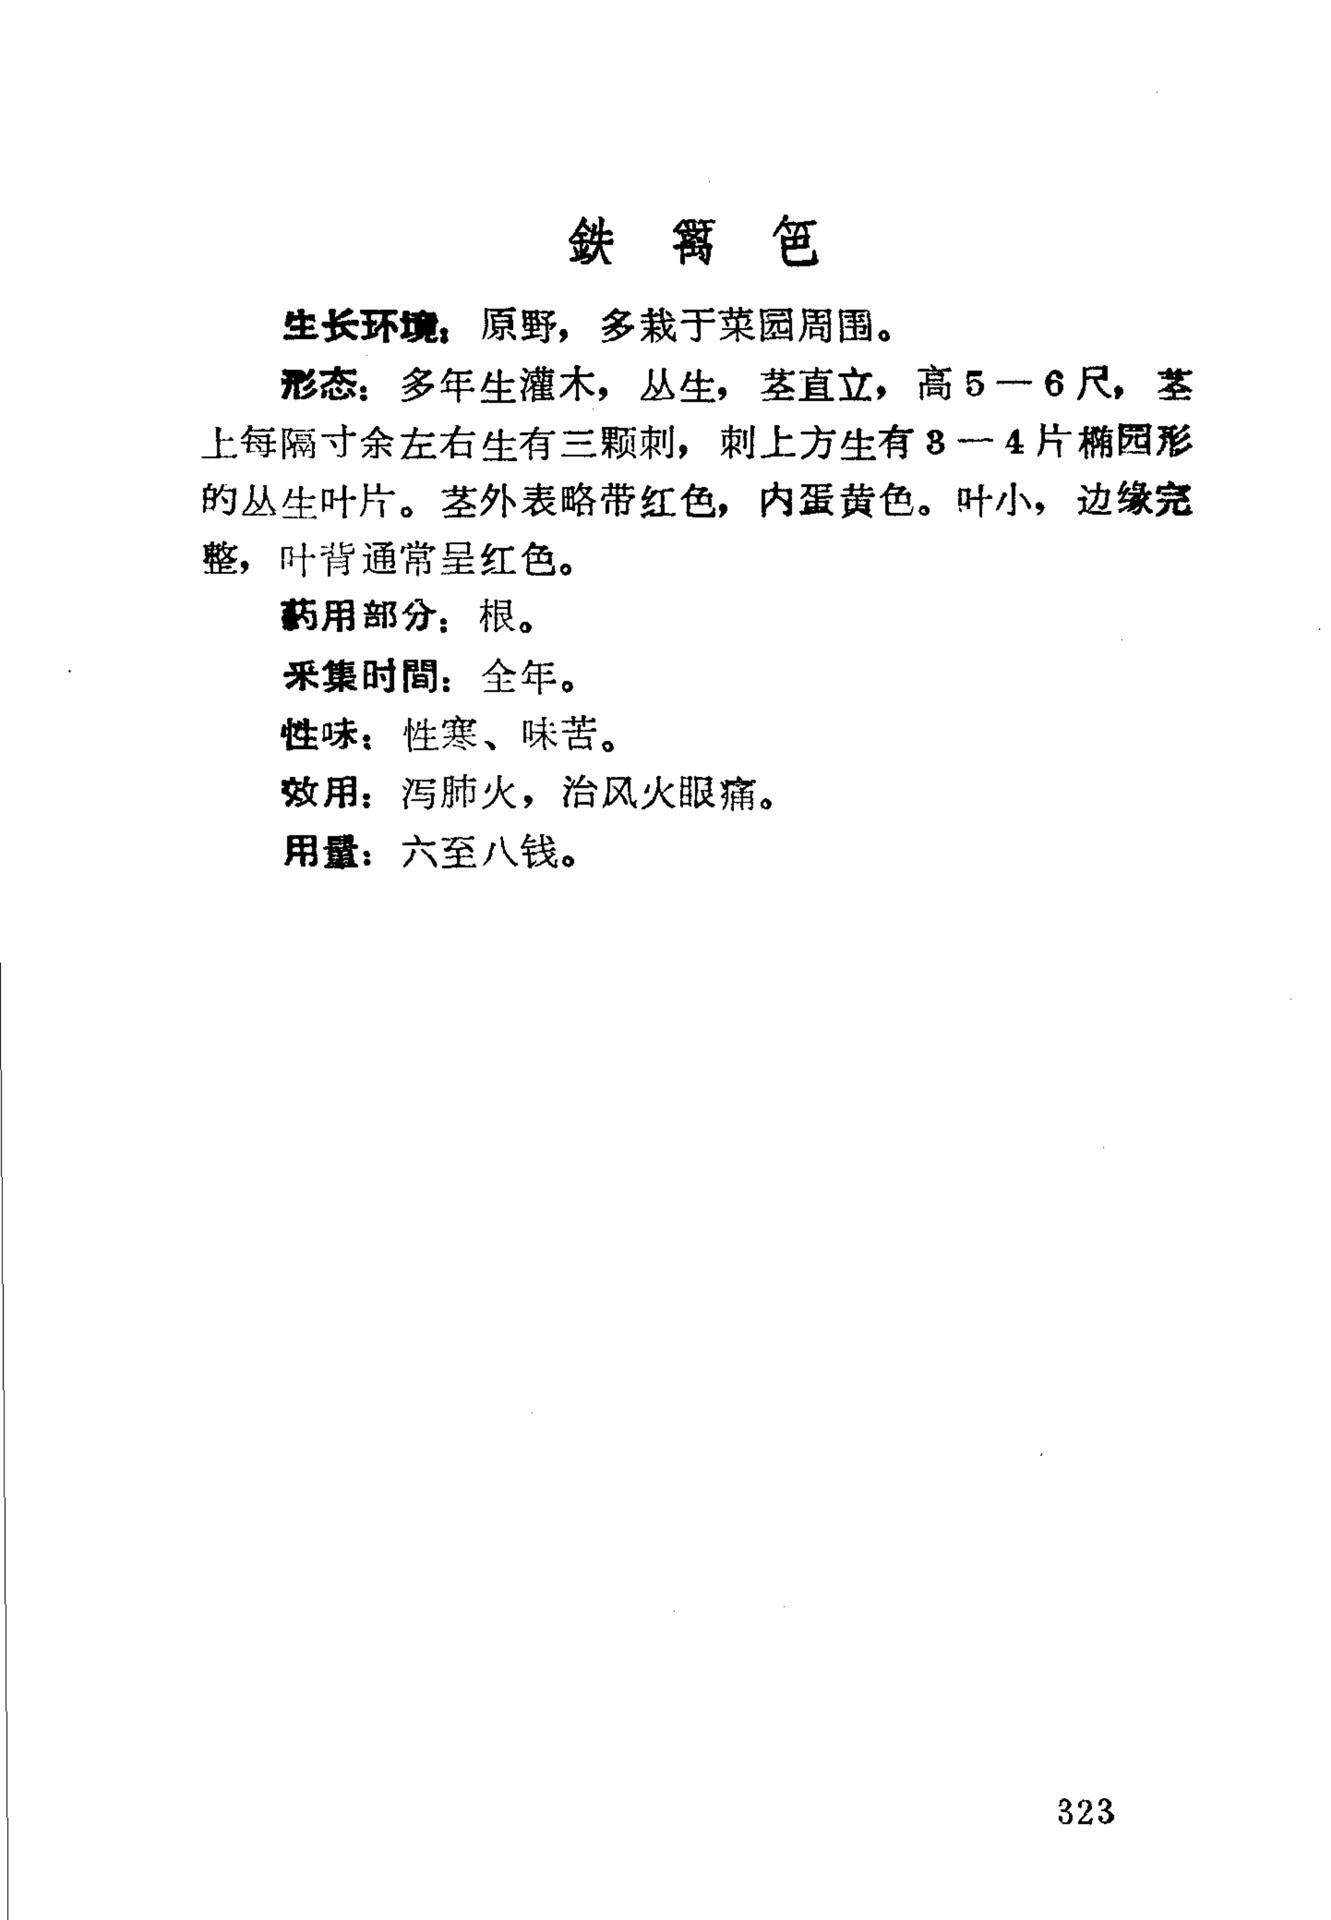 鉄篱笆
生长环境：原野，多栽于菜园周围。
形态：多年生灌木，丛生，茎直立，高5—6尺，茎
上每隔寸余左右生有三颗刺，刺上方生有3—4片椭园形
的丛生叶片。茎外表略带红色，内蛋黄色。叶小，边缘完
整，叶背通常呈红色。
药用部分：根。
采集时間：全年。
性味：性寒、味苦。
效用：泻肺火，治风火眼痛。
用量：六至八钱。
323